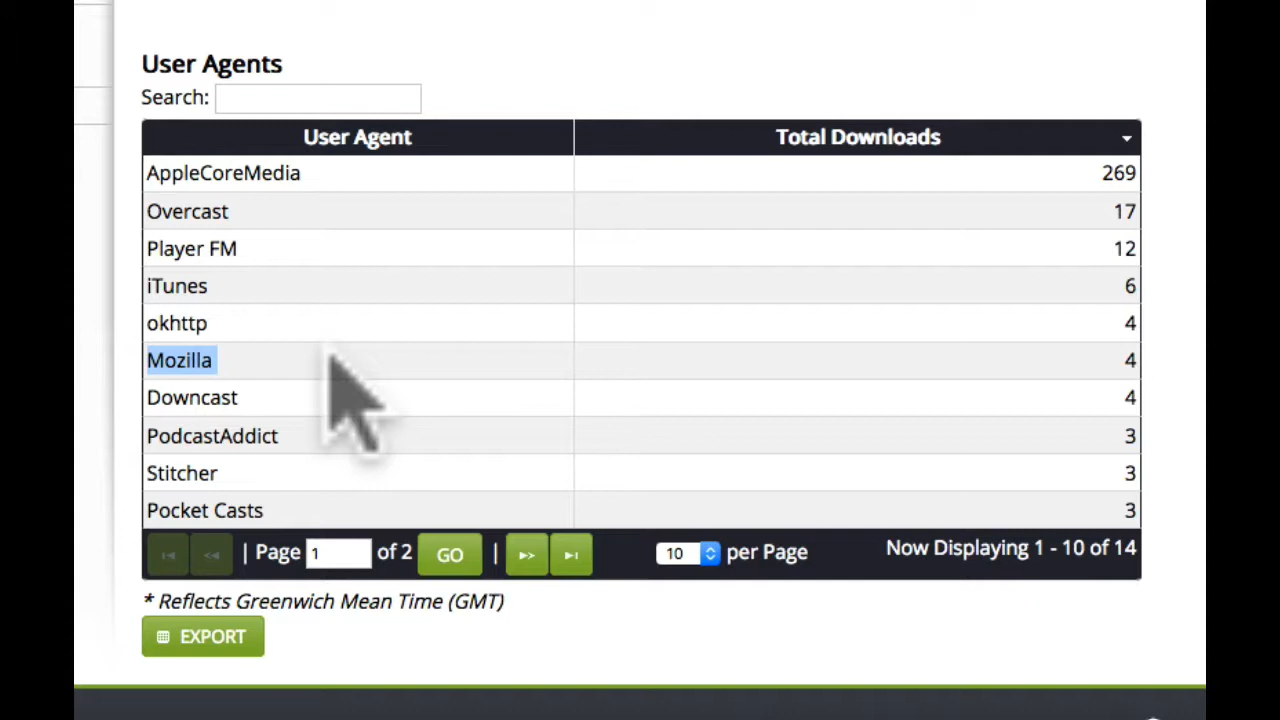 User Agents
Search:
User Agent Total Downloads
AppleCoreMedia 269
Overcast 17
Player FM 12
iTunes 6
okhttp 4
Mozilla 4
Downcast 4
PodcastAddict 3
Stitcher 3
Pocket Casts 3
| Page 1 of 2 GO | 10 per Page Now Displaying 1 - 10 of 14
* Reflects Greenwich Mean Time (GMT)
EXPORT